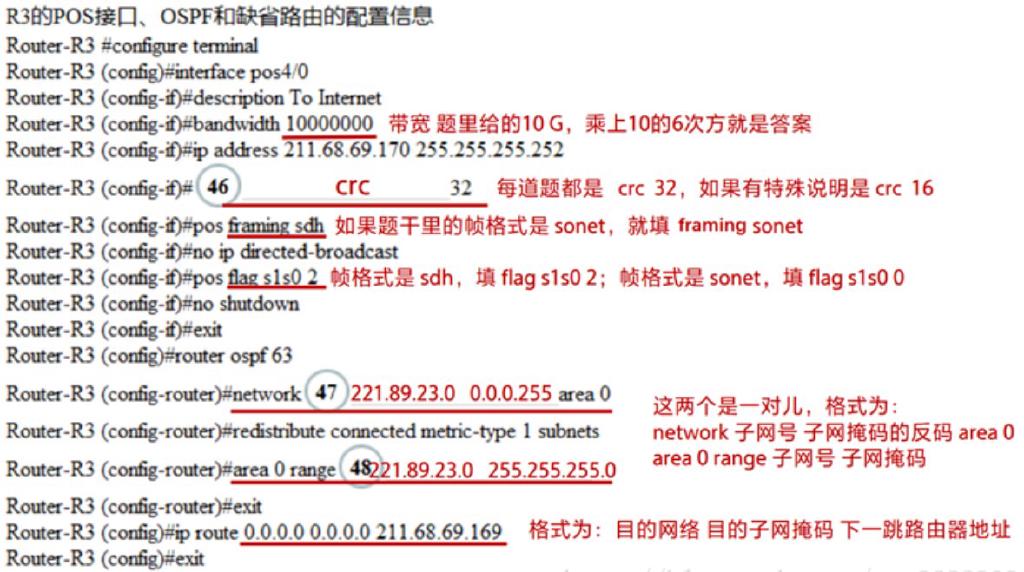 R3的POS接口、OSPF和缺省路由的配置信息
Router-R3 #configure terminal
Router-R3 (config)#interface pos4/0
Router-R3 (config-if)#description To Internet
Router-R3 (config-if)#bandwidth 10000000 带宽 题里给的10 G，乘上10的6次方就是答案
Router-R3 (config-if)#ip address 211.68.69.170 255.255.255.252
Router-R3 (config-if)# 46 crc 32 每道题都是 crc 32，如果有特殊说明是 crc 16
Router-R3 (config-if)#pos framing sdh 如果题干里的帧格式是 sonet，就填 framing sonet
Router-R3 (config-if)#no ip directed-broadcast
Router-R3 (config-if)#pos flag s1s0 2 帧格式是 sdh，填 flag s1s0 2；帧格式是 sonet，填 flag s1s0 0
Router-R3 (config-if)#no shutdown
Router-R3 (config-if)#exit
Router-R3 (config)#router ospf 63
Router-R3 (config-router)#network 47 221.89.23.0 0.0.0.255 area 0
这两个是一对儿，格式为：
network 子网号 子网掩码的反码 area 0
area 0 range 子网号 子网掩码
Router-R3 (config-router)#redistribute connected metric-type 1 subnets
Router-R3 (config-router)#area 0 range 48 221.89.23.0 255.255.255.0
Router-R3 (config-router)#exit
Router-R3 (config)#ip route 0.0.0.0 0.0.0.0 211.68.69.169 格式为：目的网络 目的子网掩码 下一跳路由器地址
Router-R3 (config)#exit